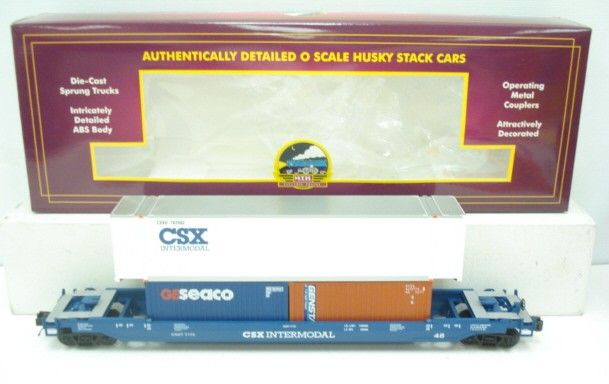 AUTHENTICALLY DETAILED O SCALE HUSKY STACK CARS
Die-Cast
Sprung Trucks
Intricately
Detailed
ABS Body
Operating
Metal
Couplers
Attractively
Decorated
M.T.H.
CSX
INTERMODAL
GEseaco
GENSTAR
CSX INTERMODAL
48